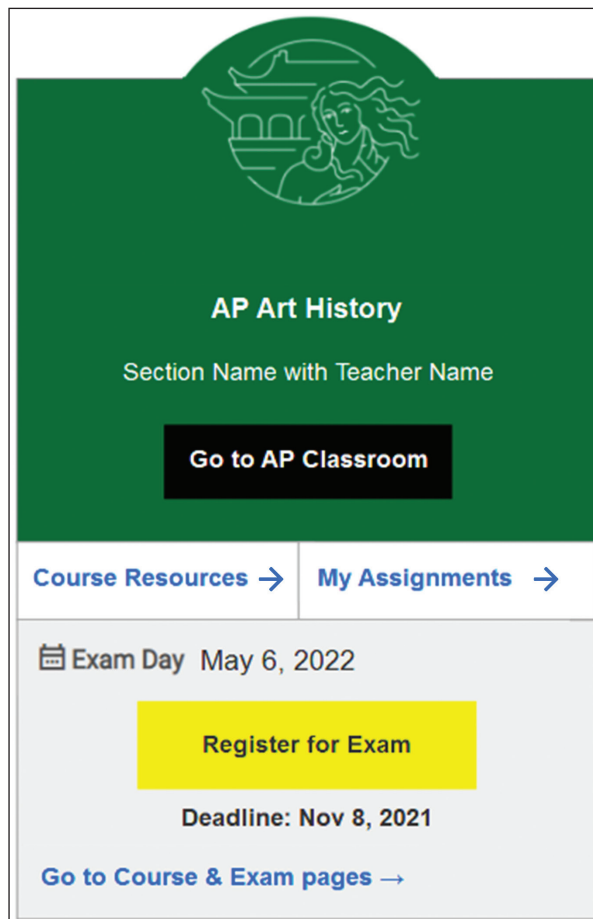 AP Art History
Section Name with Teacher Name
Go to AP Classroom
Course Resources →
My Assignments →
Exam Day May 6, 2022
Register for Exam
Deadline: Nov 8, 2021
Go to Course & Exam pages →